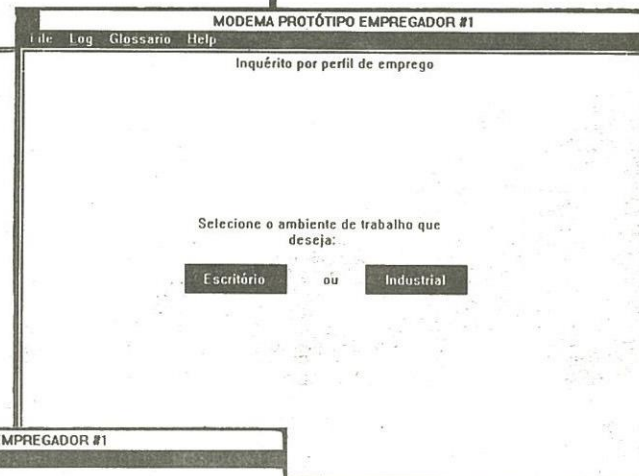 MODEMA PROTÓTIPO EMPREGADOR #1
File Log Glossario Help
Inquérito por perfil de emprego
Selecione o ambiente de trabalho que
deseja:
Escritório ou Industrial
EMPREGADOR #1